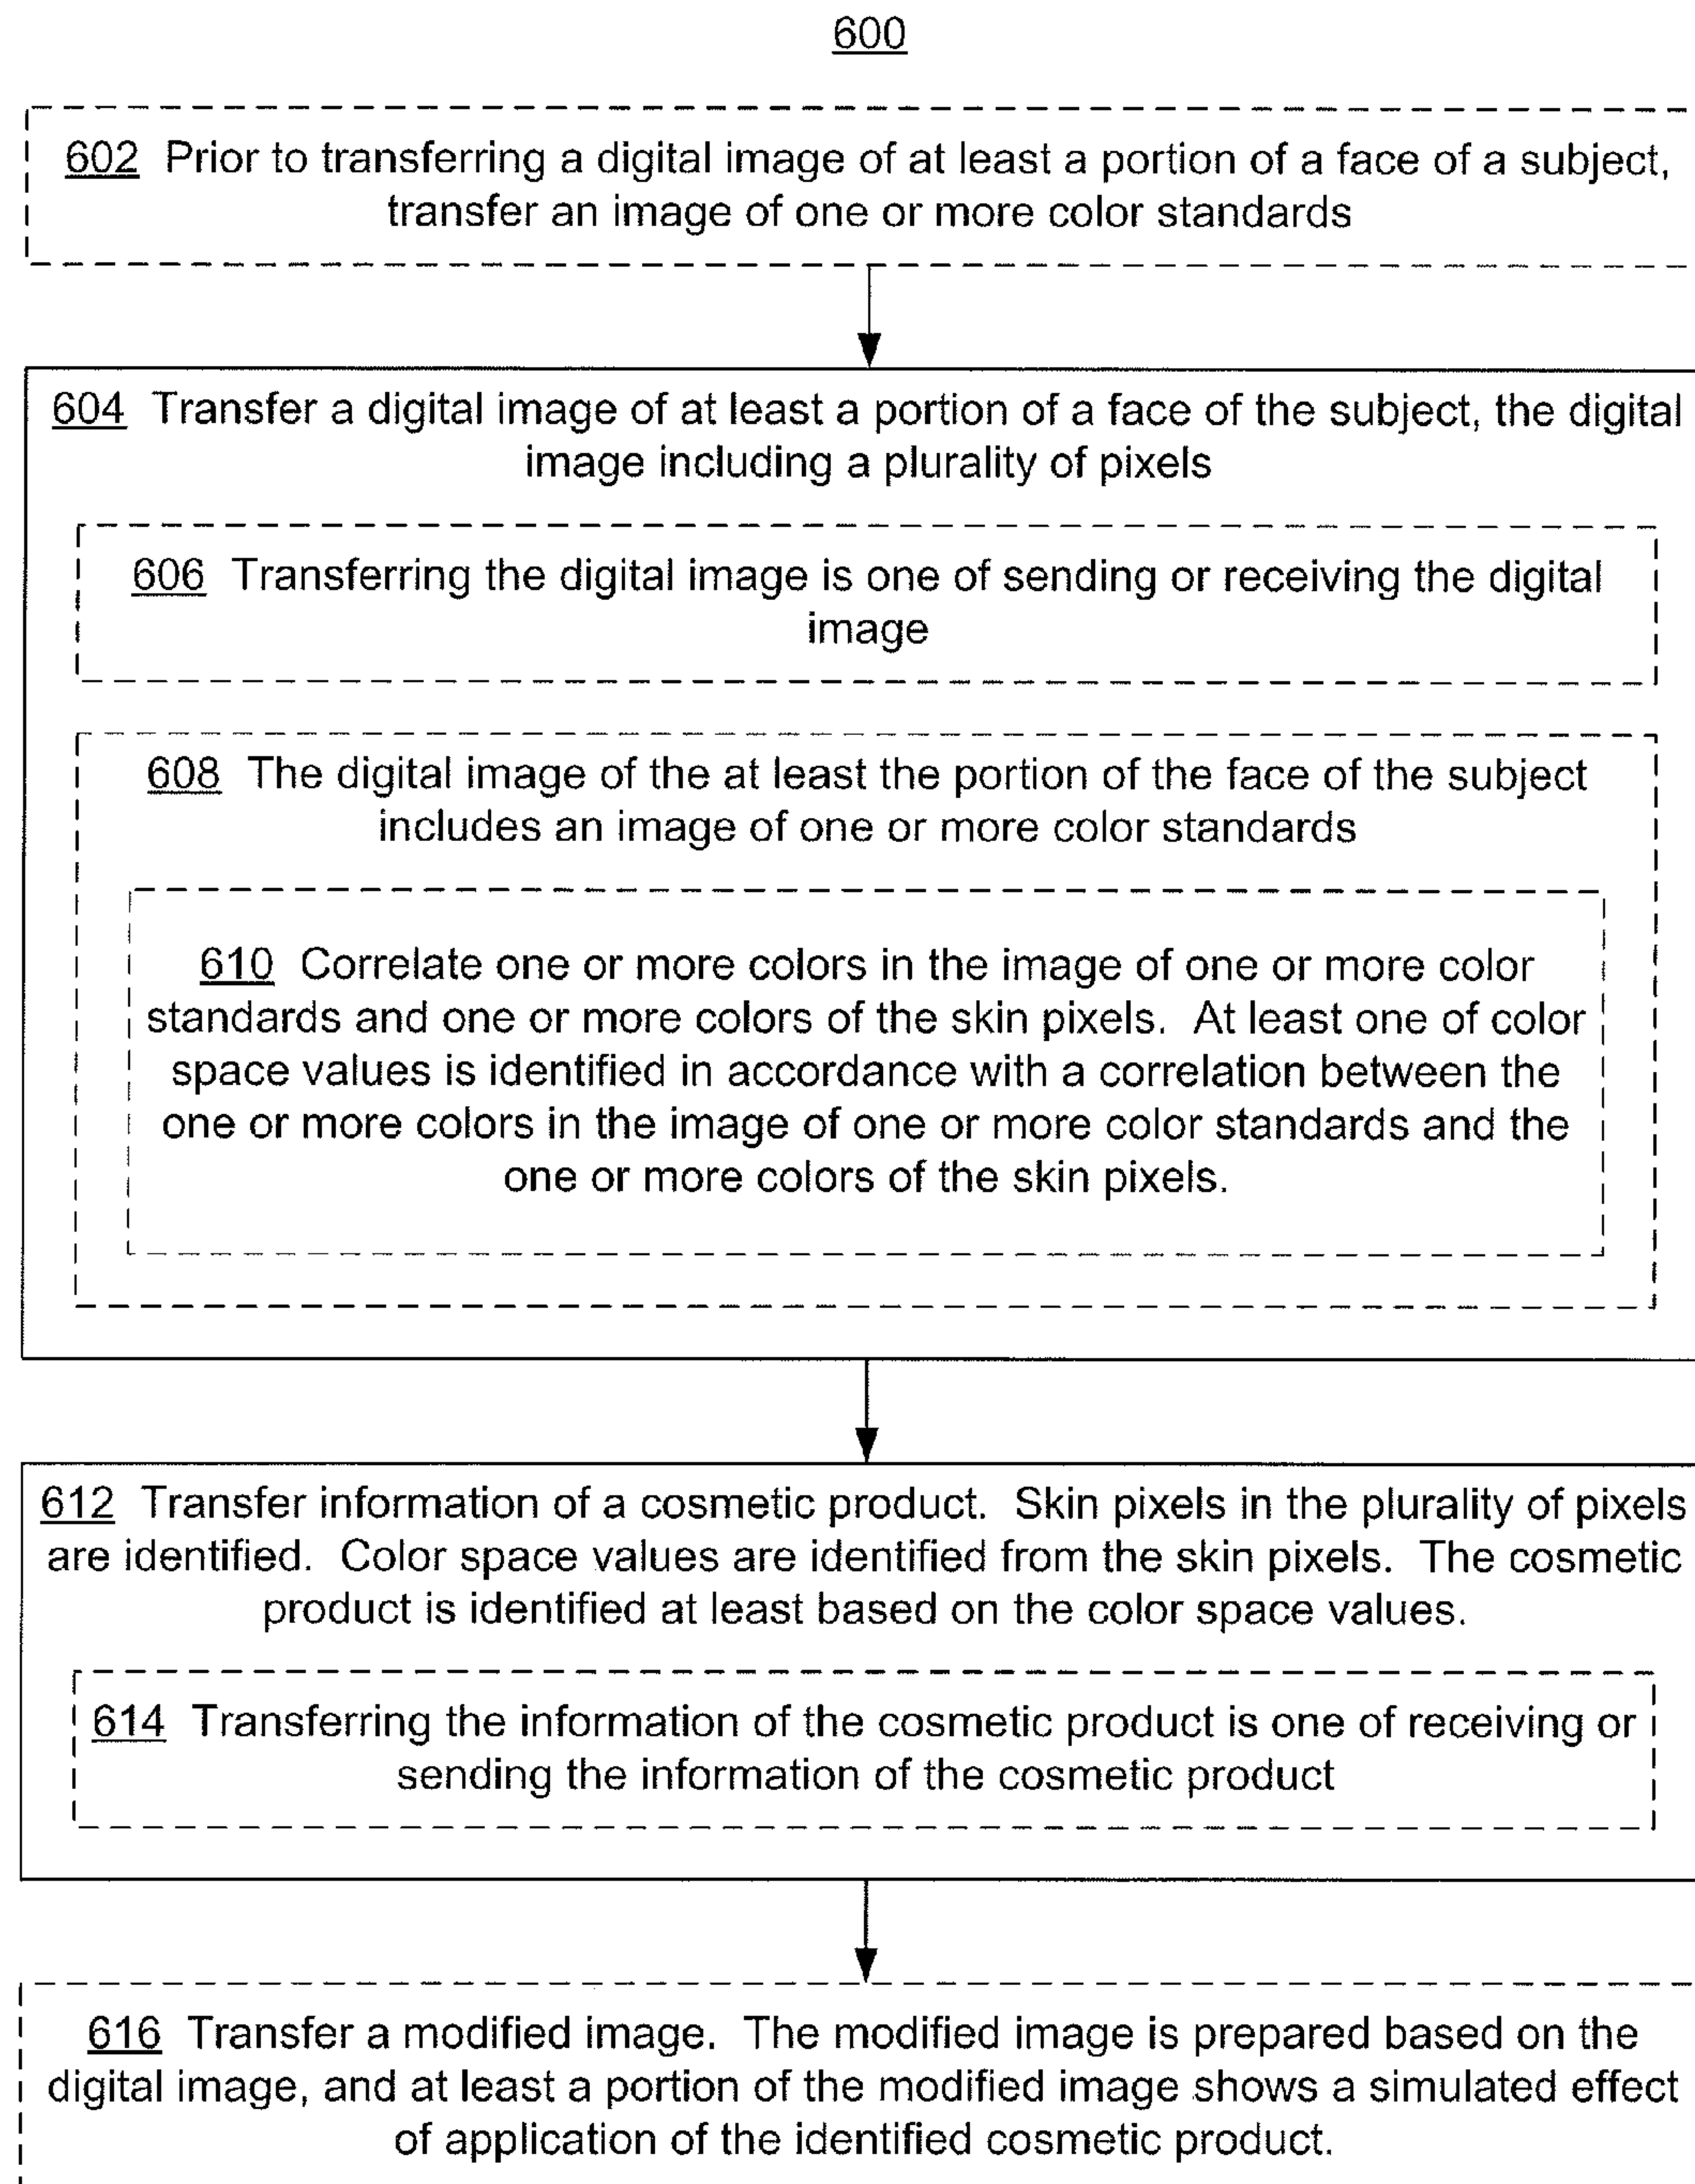 600
602 Prior to transferring a digital image of at least a portion of a face of a subject,
transfer an image of one or more color standards
604 Transfer a digital image of at least a portion of a face of the subject, the digital
image including a plurality of pixels
606 Transferring the digital image is one of sending or receiving the digital
image
608 The digital image of the at least the portion of the face of the subject
includes an image of one or more color standards
610 Correlate one or more colors in the image of one or more color
standards and one or more colors of the skin pixels. At least one of color
space values is identified in accordance with a correlation between the
one or more colors in the image of one or more color standards and the
one or more colors of the skin pixels.
612 Transfer information of a cosmetic product. Skin pixels in the plurality of pixels
are identified. Color space values are identified from the skin pixels. The cosmetic
product is identified at least based on the color space values.
614 Transferring the information of the cosmetic product is one of receiving or
sending the information of the cosmetic product
616 Transfer a modified image. The modified image is prepared based on the
digital image, and at least a portion of the modified image shows a simulated effect
of application of the identified cosmetic product.